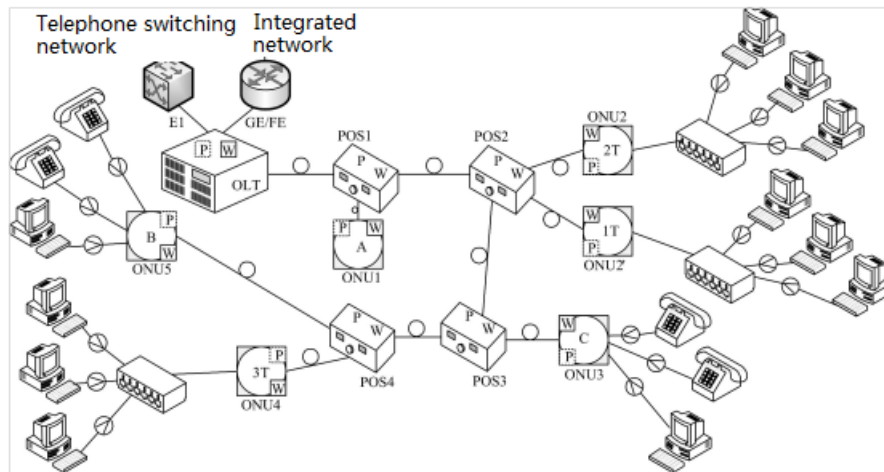 Telephone switching
network
Integrated
network
E1
GE/FE
P
W
OLT
POS1
P
W
POS2
P
W
ONU2
W
2T
P
P
W
A
ONU1
W
1T
P
ONU2'
P
B
W
ONU5
P
W
POS4
P
W
POS3
W
C
P
ONU3
P
3T
W
ONU4